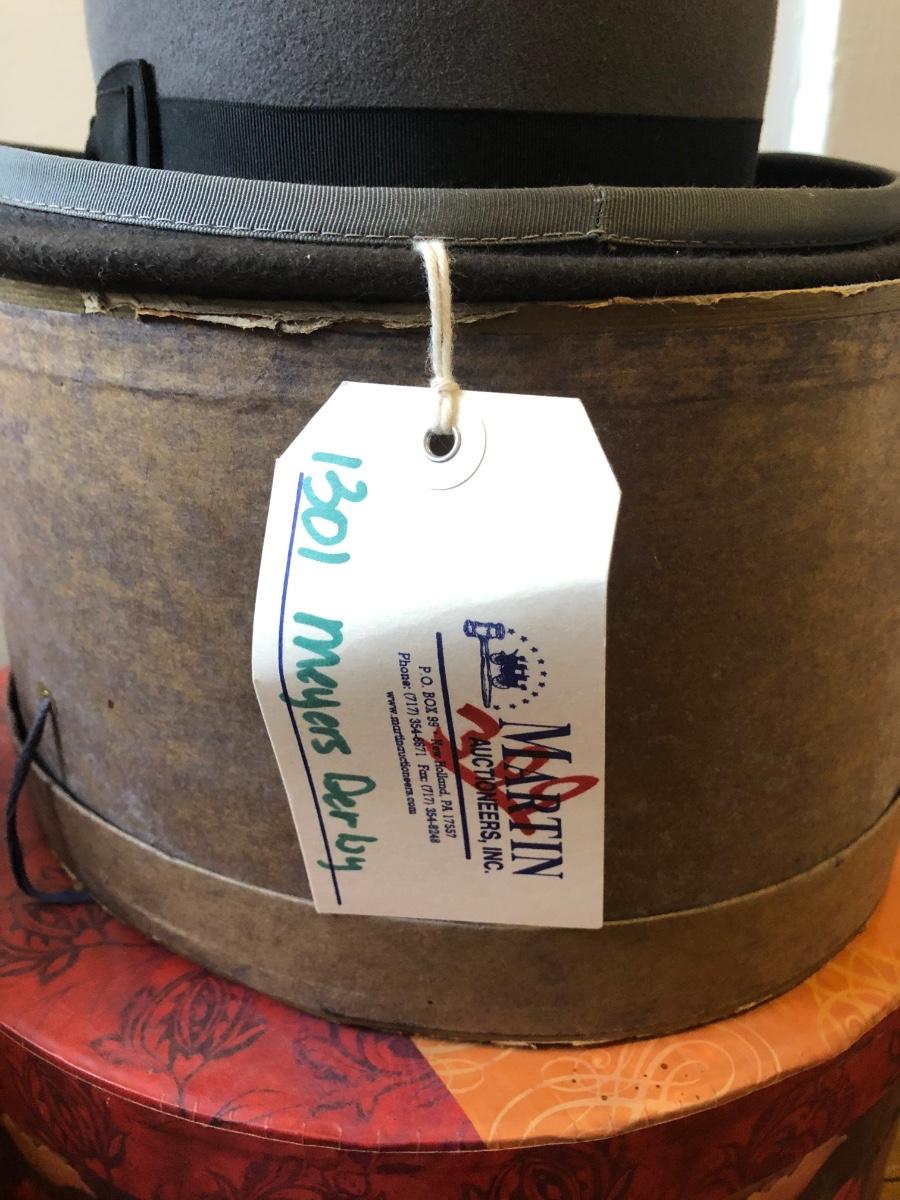 MARTIN
AUCTIONEERS, INC.
P.O. BOX 99 • New Holland, PA 17557
Phone: (717) 354-6671 Fax: (717) 354-8248
www.martinauctioneers.com
1301 Meyers Derby